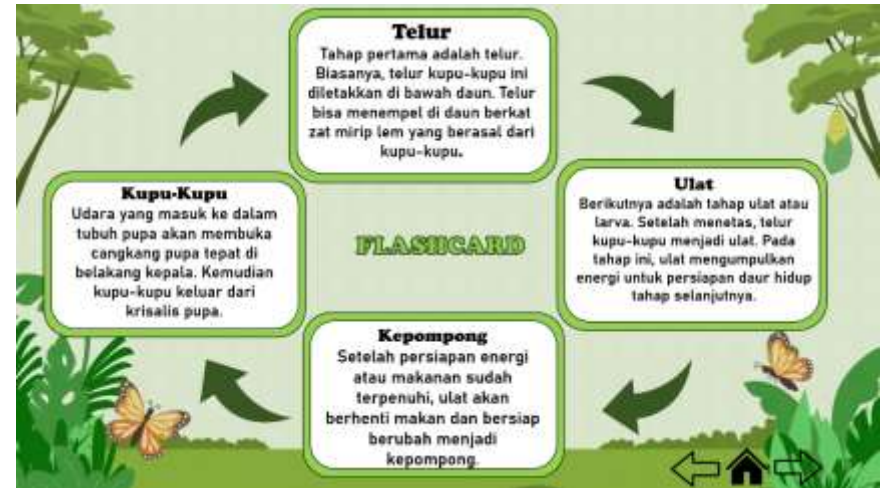 Telur
Tahap pertama adalah telur.
Biasanya, telur kupu-kupu ini
diletakkan di bawah daun. Telur
bisa menempel di daun berkat
zat mirip lem yang berasal dari
kupu-kupu.
Ulat
Berikutnya adalah tahap ulat atau
larva. Setelah menetas, telur
kupu-kupu menjadi ulat. Pada
tahap ini, ulat mengumpulkan
energi untuk persiapan daur hidup
tahap selanjutnya.
Kepompong
Setelah persiapan energi
atau makanan sudah
terpenuhi, ulat akan
berhenti makan dan bersiap
berubah menjadi
kepompong.
Kupu-Kupu
Udara yang masuk ke dalam
tubuh pupa akan membuka
cangkang pupa tepat di
belakang kepala. Kemudian
kupu-kupu keluar dari
krisalis pupa.
FLASHCARD